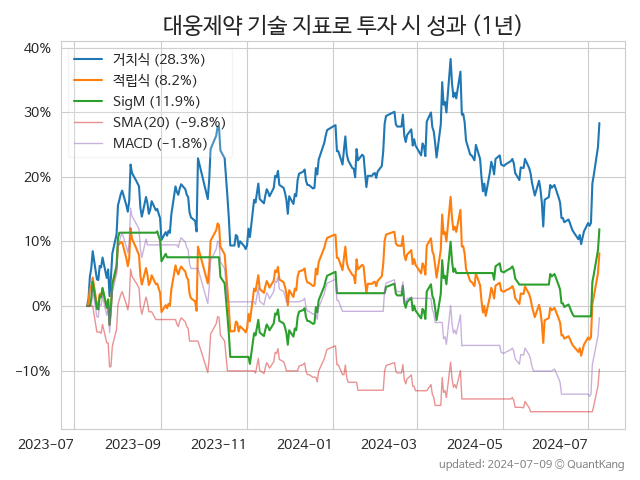 대웅제약 기술 지표로 투자 시 성과 (1년)
거치식 (28.3%)
적립식 (8.2%)
SigM (11.9%)
SMA(20) (−9.8%)
MACD (−1.8%)
40%
30%
20%
10%
0%
−10%
2023-07
2023-09
2023-11
2024-01
2024-03
2024-05
2024-07
updated: 2024-07-09 ⓒ QuantKang